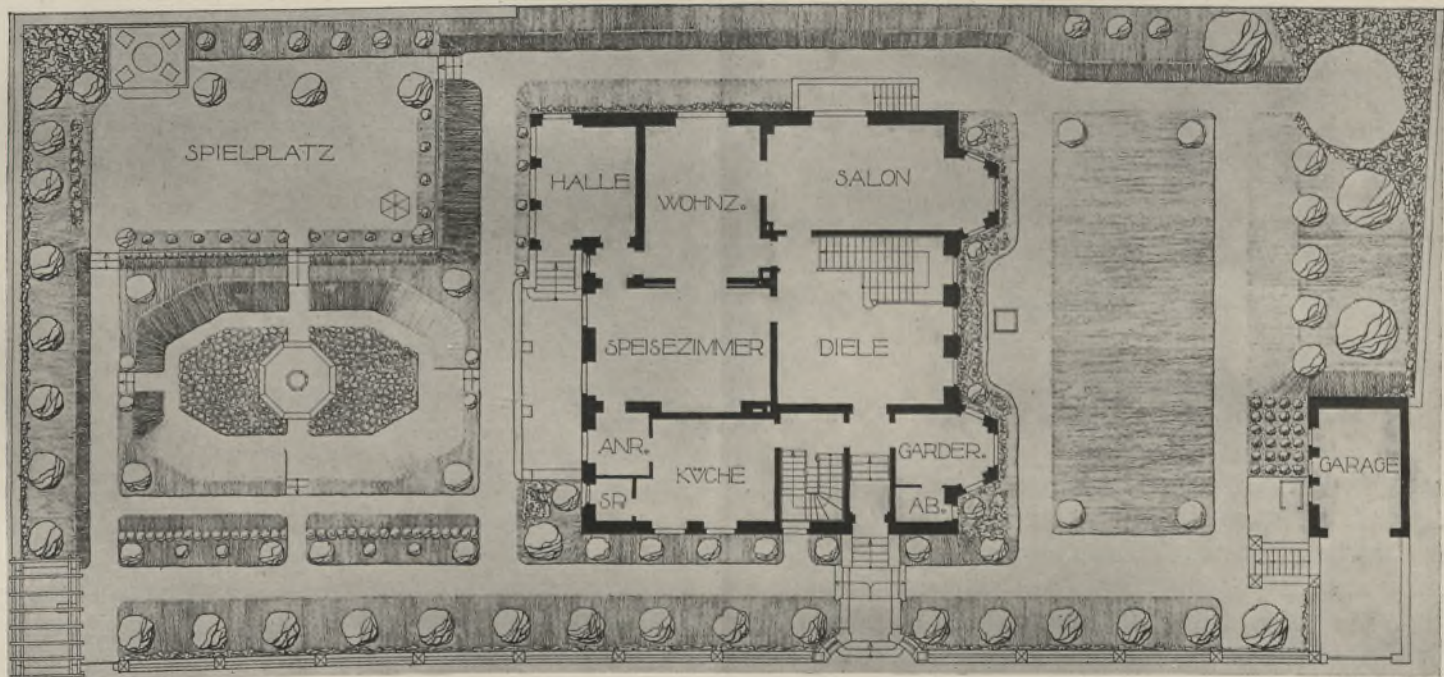 SPIELPLATZ
HALLE
WOHNZ.
SALON
SPEISEZIMMER
DIELE
ANR.
KÜCHE
GARDER.
SR.
AB.
GARAGE